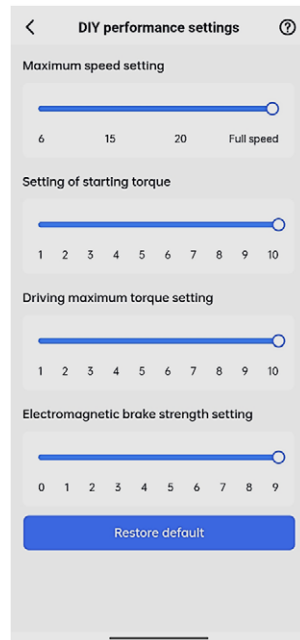 DIY performance settings
Maximum speed setting
6 15 20 Full speed
Setting of starting torque
1 2 3 4 5 6 7 8 9 10
Driving maximum torque setting
1 2 3 4 5 6 7 8 9 10
Electromagnetic brake strength setting
0 1 2 3 4 5 6 7 8 9
Restore default